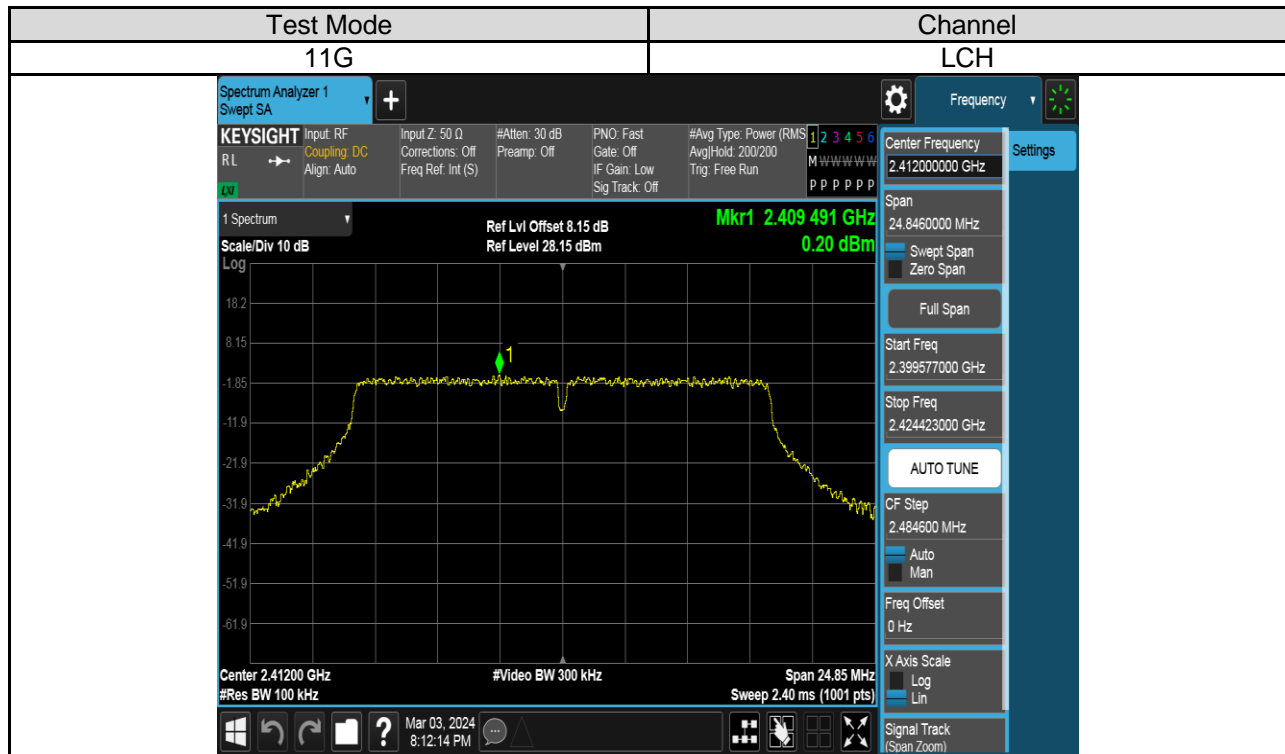 Test Mode Channel
11G LCH
Spectrum Analyzer 1
Swept SA
+
Frequency
KEYSIGHT Input: RF Input Z: 50 Ω #Atten: 30 dB PNO: Fast #Avg Type: Power (RMS 1 2 3 4 5 6
RL Coupling: DC Corrections: Off Preamp: Off Gate: Off Avg|Hold: 200/200 M W W W W W
Align: Auto Freq Ref: Int (S) IF Gain: Low Trig: Free Run
LXI Sig Track: Off P P P P P P
1 Spectrum
Ref Lvl Offset 8.15 dB
Mkr1 2.409 491 GHz
Scale/Div 10 dB Ref Level 28.15 dBm 0.20 dBm
Log
18.2
8.15
1
-1.85
-11.9
-21.9
-31.9
-41.9
-51.9
-61.9
Center 2.41200 GHz #Video BW 300 kHz Span 24.85 MHz
#Res BW 100 kHz Sweep 2.40 ms (1001 pts)
Center Frequency
2.412000000 GHz
Settings
Span
24.8460000 MHz
Swept Span
Zero Span
Full Span
Start Freq
2.399577000 GHz
Stop Freq
2.424423000 GHz
AUTO TUNE
CF Step
2.484600 MHz
Auto
Man
Freq Offset
0 Hz
X Axis Scale
Log
Lin
Signal Track
(Span Zoom)
?
Mar 03, 2024
8:12:14 PM